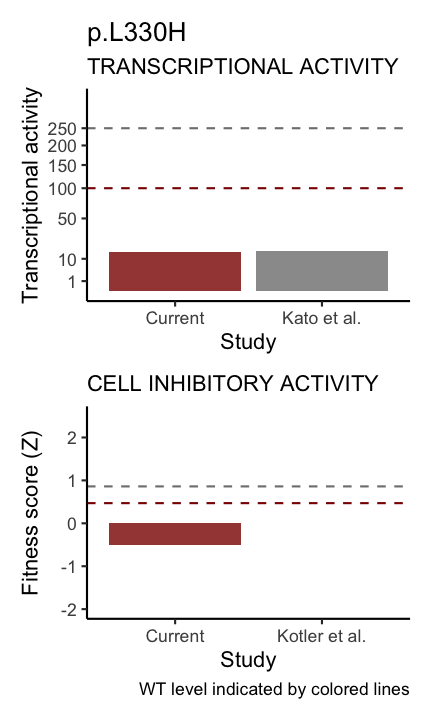 p.L330H
TRANSCRIPTIONAL ACTIVITY
Transcriptional activity
250
200
150
100
50
10
1
Current
Kato et al.
Study
CELL INHIBITORY ACTIVITY
Fitness score (Z)
2
1
0
-1
-2
Current
Kotler et al.
Study
WT level indicated by colored lines